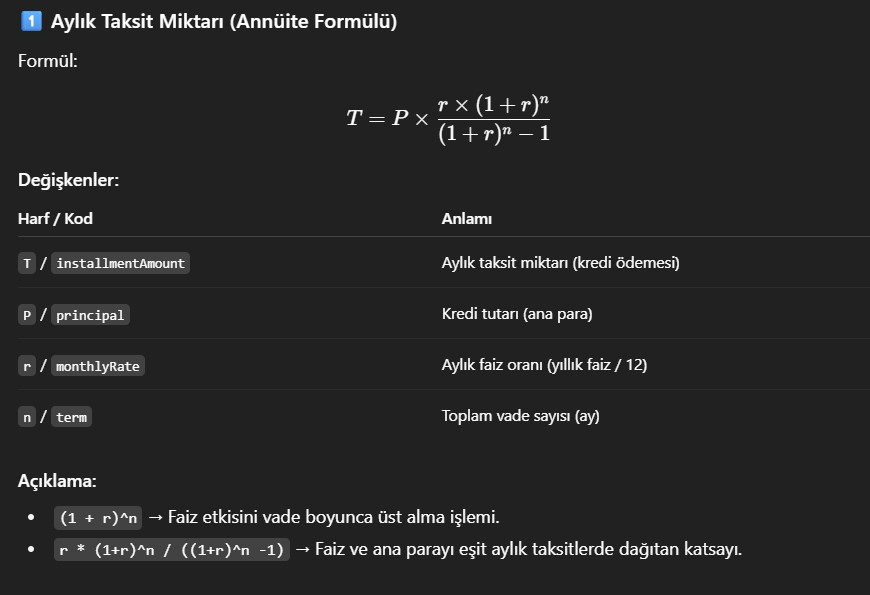 1 Aylık Taksit Miktarı (Annüite Formülü)
Formül:
T = P × r × (1 + r)^n / (1 + r)^n − 1
Değişkenler:
Harf / Kod Anlamı
T / installmentAmount Aylık taksit miktarı (kredi ödemesi)
P / principal Kredi tutarı (ana para)
r / monthlyRate Aylık faiz oranı (yıllık faiz / 12)
n / term Toplam vade sayısı (ay)
Açıklama:
• (1 + r)^n → Faiz etkisini vade boyunca üst alma işlemi.
• r * (1+r)^n / ((1+r)^n -1) → Faiz ve ana parayı eşit aylık taksitlerde dağıtan katsayı.